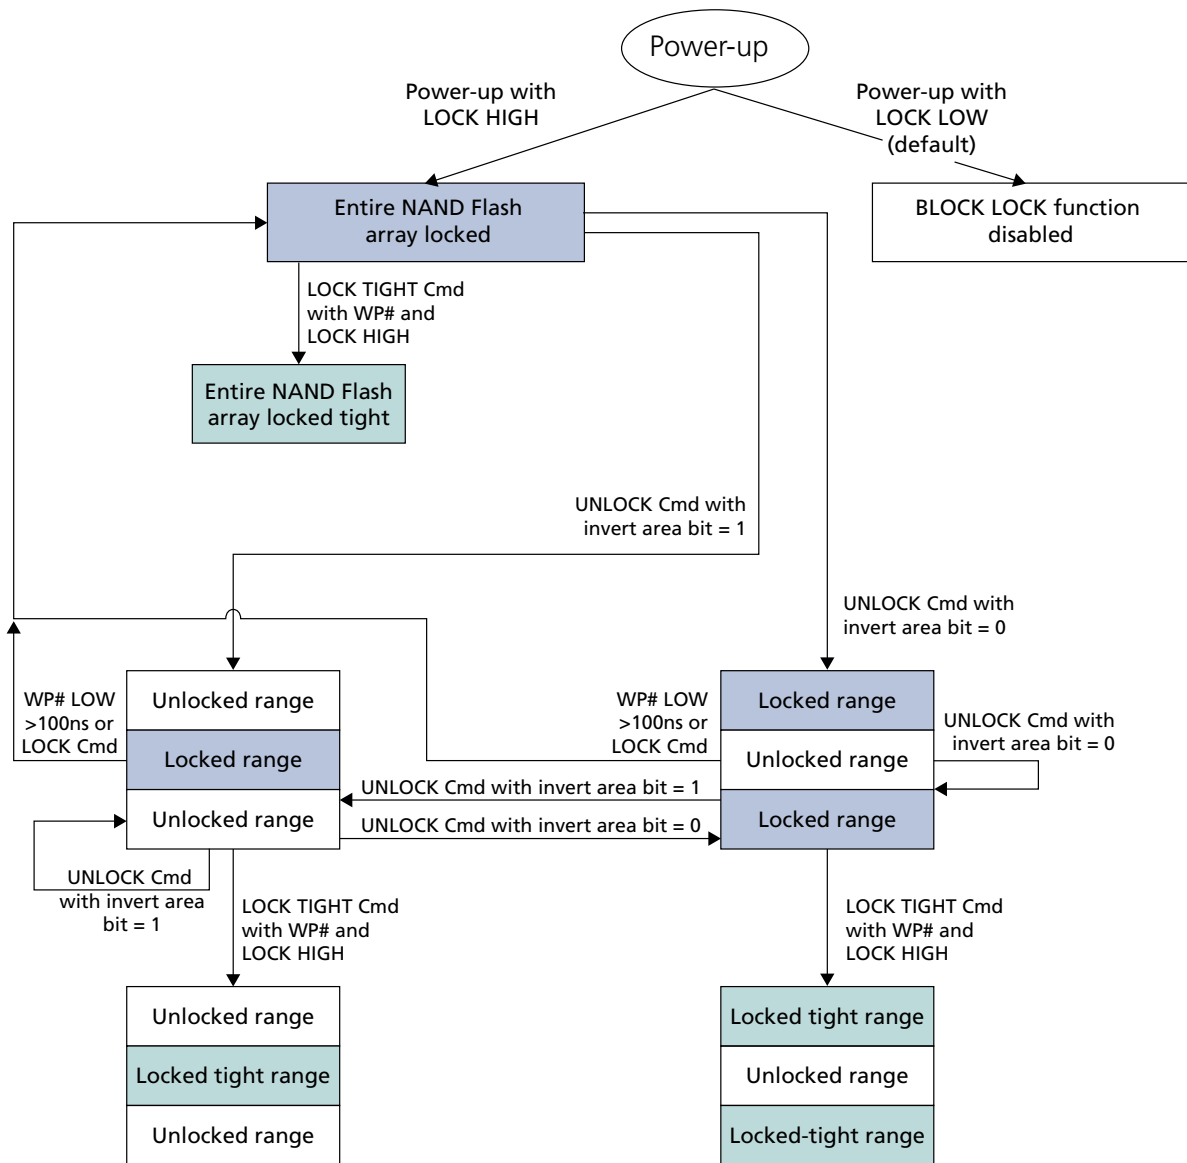 Power-up
Power-up with
LOCK HIGH
Power-up with
LOCK LOW
(default)
Entire NAND Flash
array locked
BLOCK LOCK function
disabled
LOCK TIGHT Cmd
with WP# and
LOCK HIGH
Entire NAND Flash
array locked tight
UNLOCK Cmd with
invert area bit = 1
UNLOCK Cmd with
invert area bit = 0
WP# LOW
>100ns or
LOCK Cmd
Unlocked range
Locked range
Unlocked range
WP# LOW
>100ns or
LOCK Cmd
Locked range
Unlocked range
Locked range
UNLOCK Cmd with
invert area bit = 0
UNLOCK Cmd with invert area bit = 1
UNLOCK Cmd with invert area bit = 0
UNLOCK Cmd
with invert area
bit = 1
LOCK TIGHT Cmd
with WP# and
LOCK HIGH
LOCK TIGHT Cmd
with WP# and
LOCK HIGH
Unlocked range
Locked tight range
Unlocked range
Locked tight range
Unlocked range
Locked-tight range